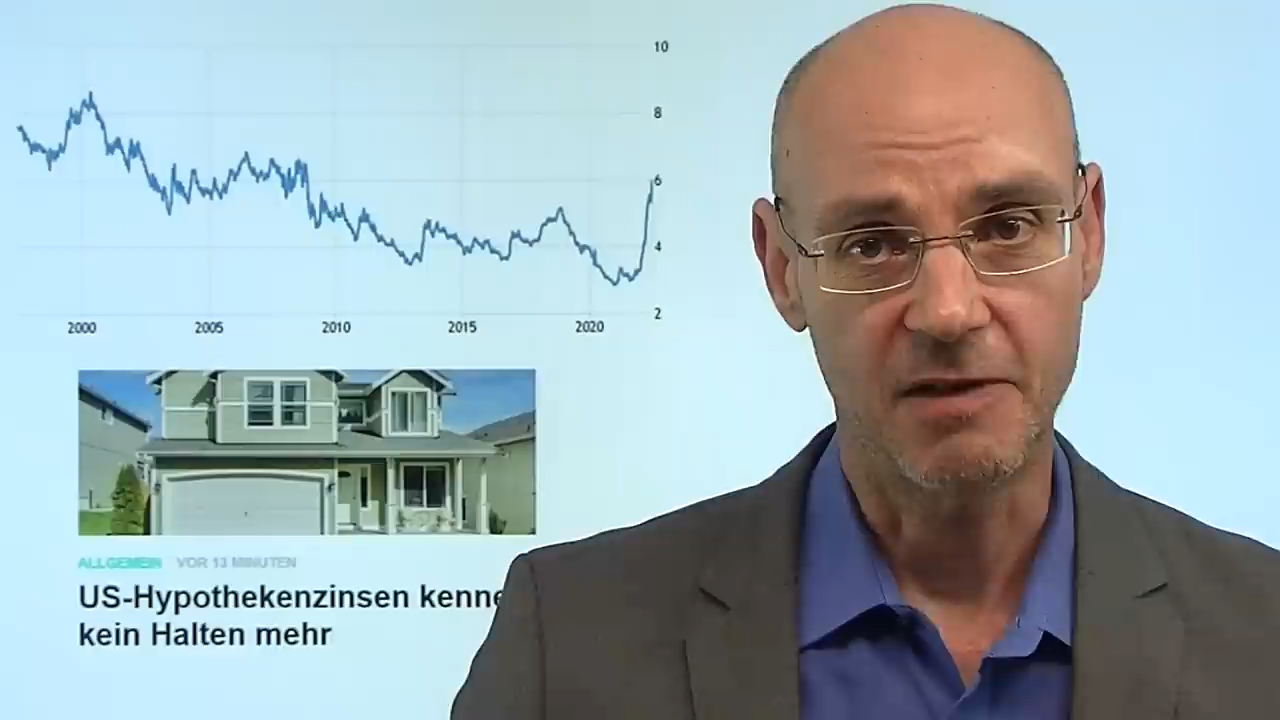 10
8
6
4
2
2000 2005 2010 2015 2020
ALLGEMEIN VOR 13 MINUTEN
US-Hypothekenzinsen kenne
kein Halten mehr